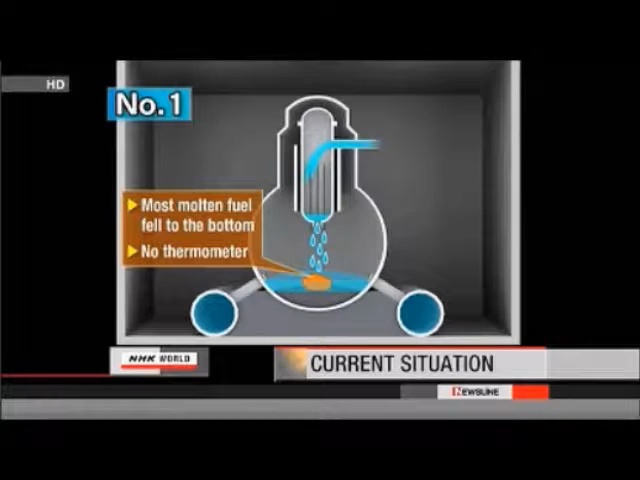 HD
No.1
Most molten fuel
fell to the bottom
No thermometer
NHK WORLD
CURRENT SITUATION
NEWSLINE